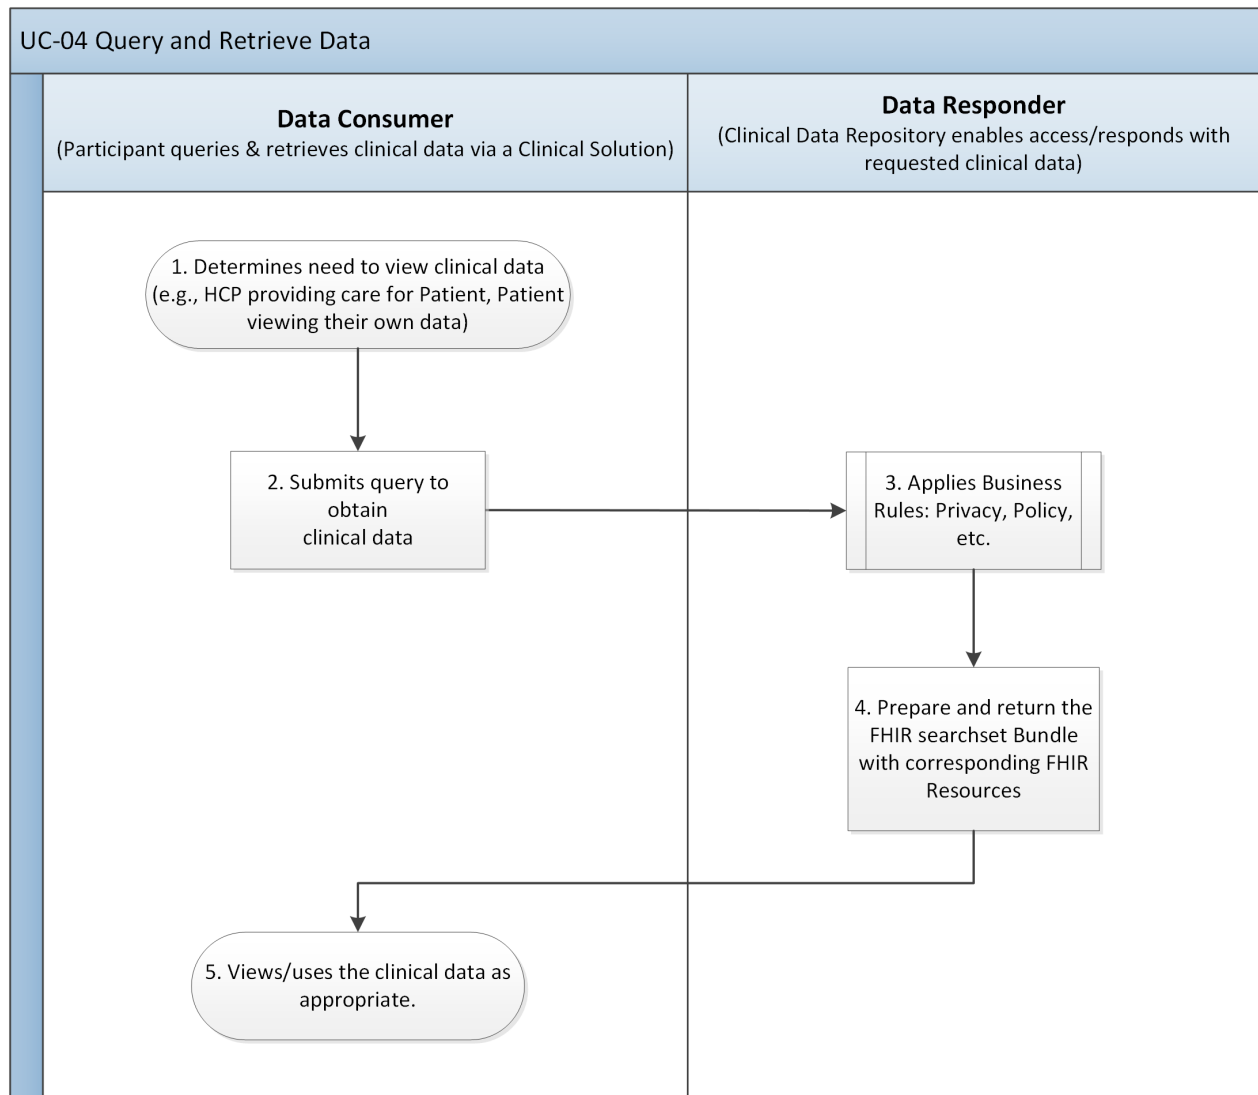 UC-04 Query and Retrieve Data
Data Consumer
(Participant queries & retrieves clinical data via a Clinical Solution)
Data Responder
(Clinical Data Repository enables access/responds with
requested clinical data)
1. Determines need to view clinical data
(e.g., HCP providing care for Patient, Patient
viewing their own data)
2. Submits query to
obtain
clinical data
3. Applies Business
Rules: Privacy, Policy,
etc.
4. Prepare and return the
FHIR searchset Bundle
with corresponding FHIR
Resources
5. Views/uses the clinical data as
appropriate.